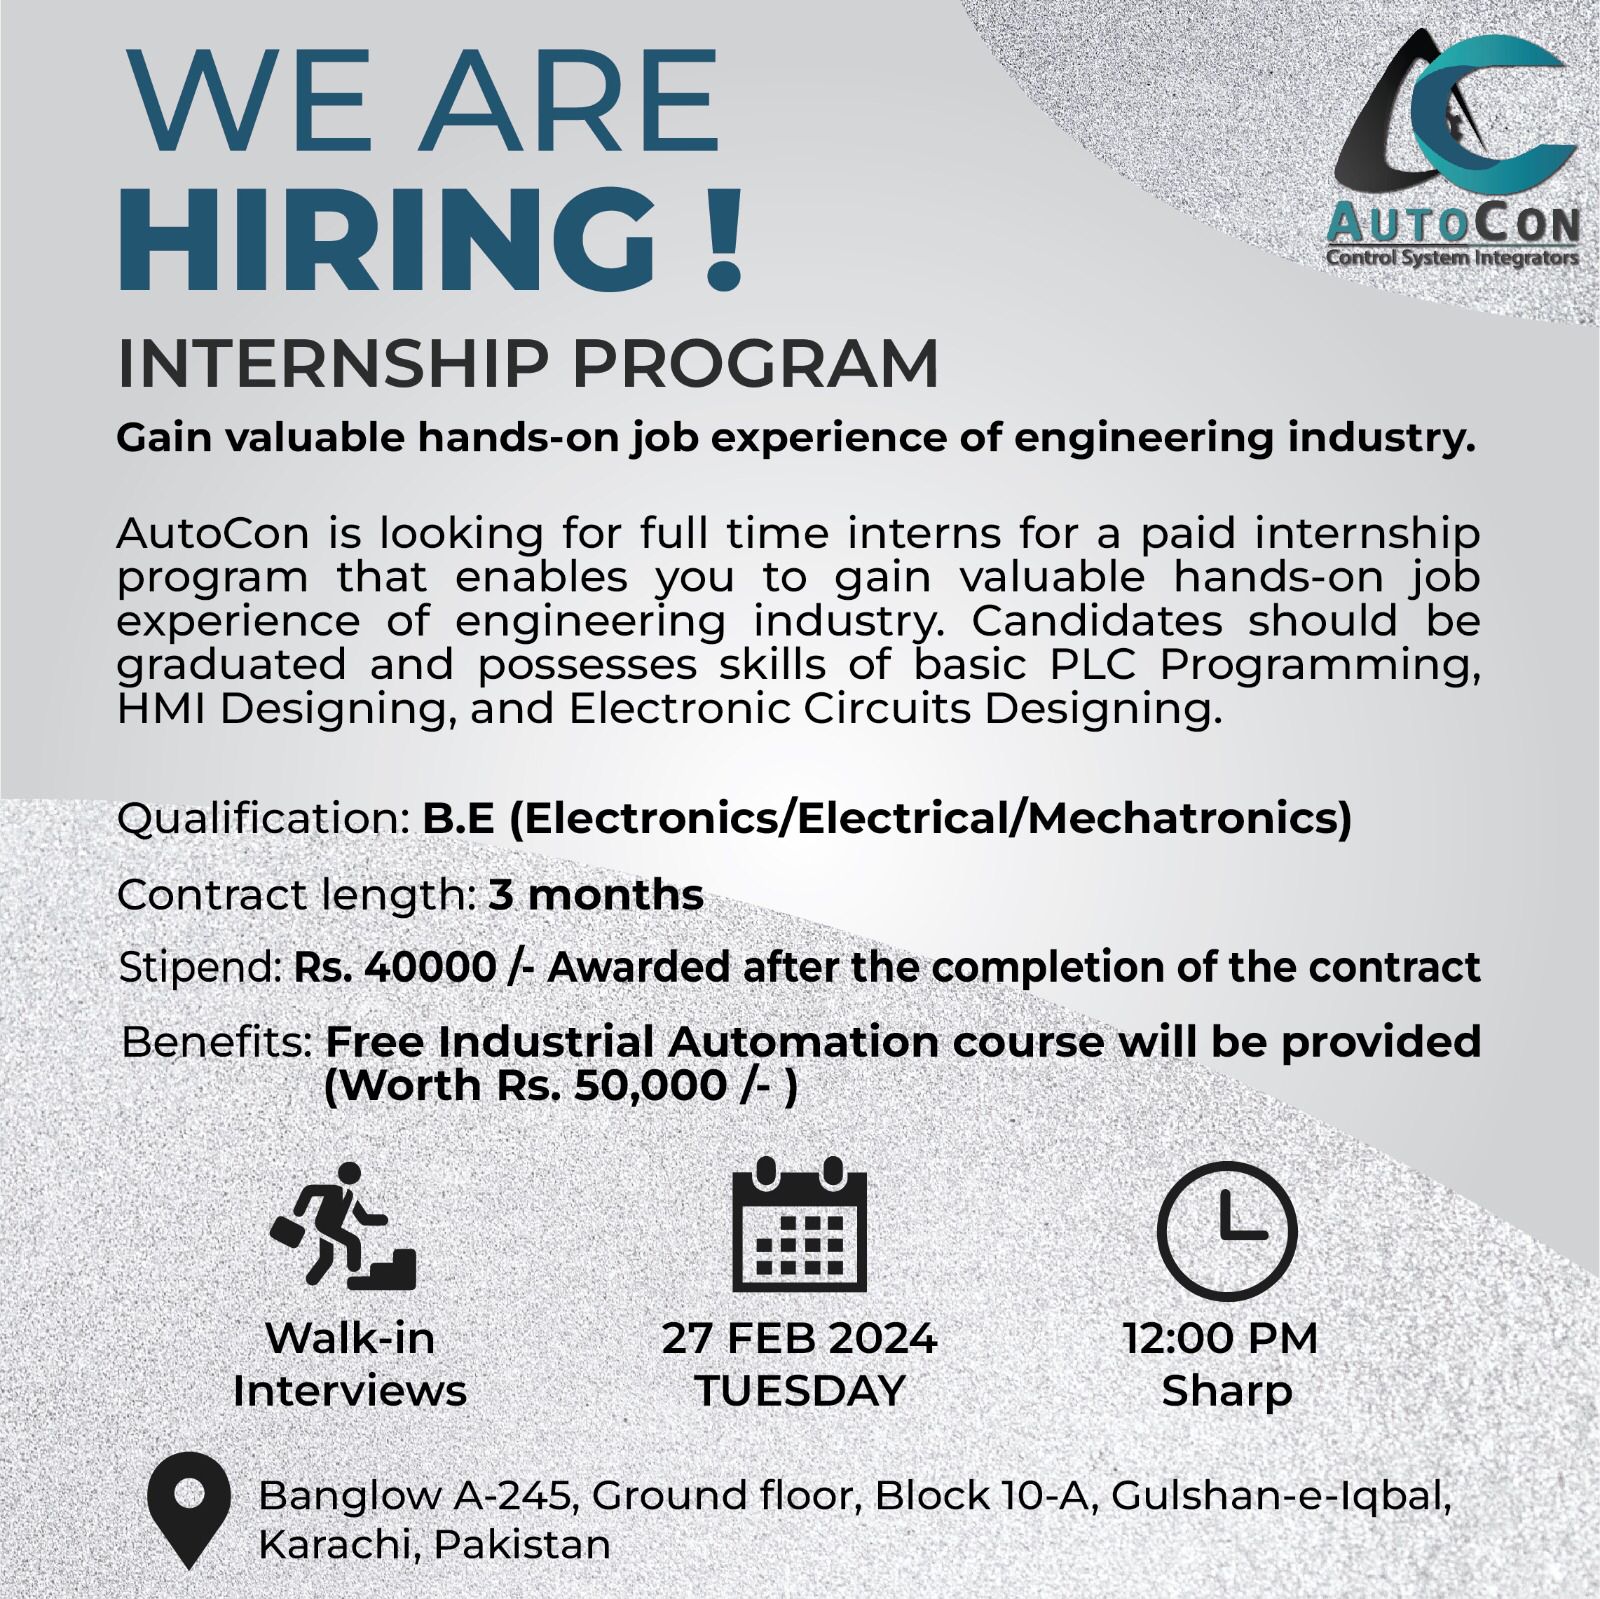 WE ARE
HIRING !
AUTOCON
Control System Integrators
INTERNSHIP PROGRAM
Gain valuable hands-on job experience of engineering industry.
AutoCon is looking for full time interns for a paid internship
program that enables you to gain valuable hands-on job
experience of engineering industry. Candidates should be
graduated and possesses skills of basic PLC Programming,
HMI Designing, and Electronic Circuits Designing.
Qualification: B.E (Electronics/Electrical/Mechatronics)
Contract length: 3 months
Stipend: Rs. 40000 /- Awarded after the completion of the contract
Benefits: Free Industrial Automation course will be provided
(Worth Rs. 50,000 /- )
Walk-in
Interviews
27 FEB 2024
TUESDAY
12:00 PM
Sharp
Banglow A-245, Ground floor, Block 10-A, Gulshan-e-Iqbal,
Karachi, Pakistan